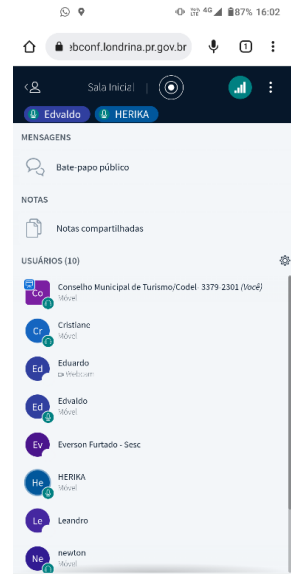 4G 87% 16:02
ebconf.londrina.pr.gov.br 1
Sala Inicial
Edvaldo HERIKA
MENSAGENS
Bate-papo público
NOTAS
Notas compartilhadas
USUÁRIOS (10)
Co Conselho Municipal de Turismo/Codel- 3379-2301 (Você)
Móvel
Cr Cristiane
Móvel
Ed Eduardo
Webcam
Ed Edvaldo
Móvel
Ev Everson Furtado - Sesc
He HERIKA
Móvel
Le Leandro
Ne newton
Móvel